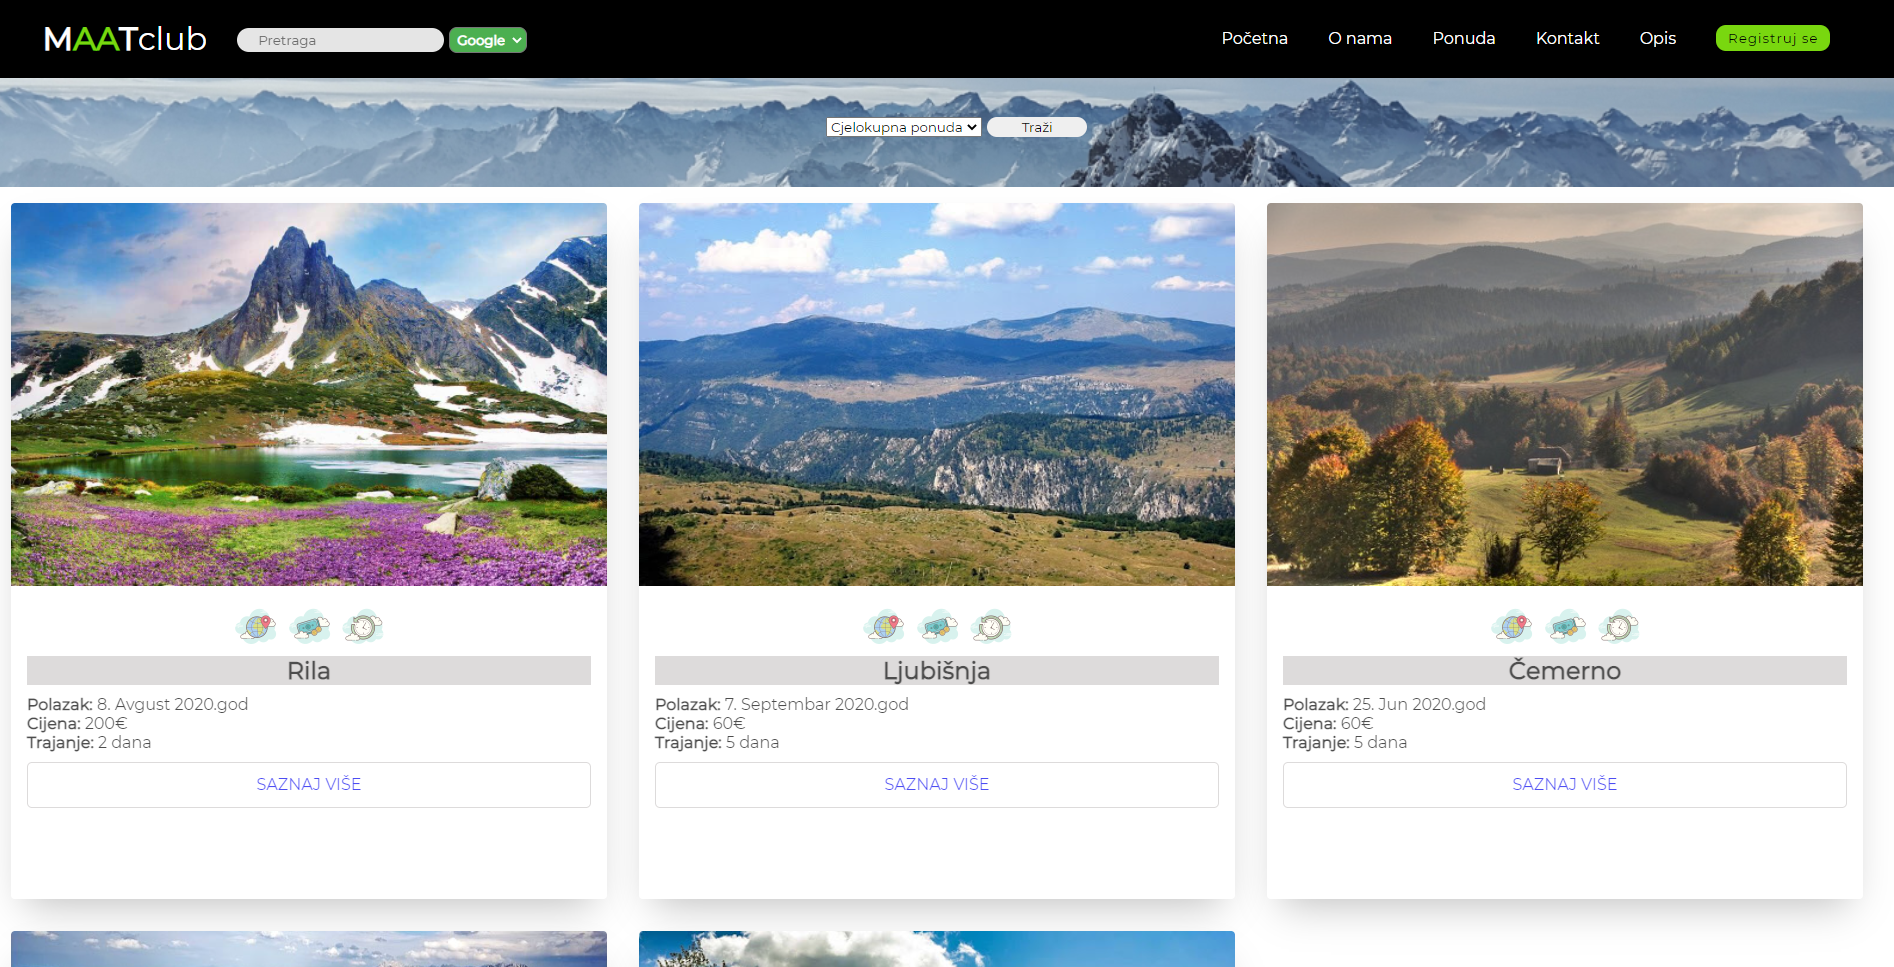 MAATclub
Pretraga
Google
Početna
O nama
Ponuda
Kontakt
Opis
Registruj se
Cjelokupna ponuda
Traži
Rila
Polazak: 8. Avgust 2020.god
Cijena: 200€
Trajanje: 2 dana
SAZNAJ VIŠE
Ljubišnja
Polazak: 7. Septembar 2020.god
Cijena: 60€
Trajanje: 5 dana
SAZNAJ VIŠE
Čemerno
Polazak: 25. Jun 2020.god
Cijena: 60€
Trajanje: 5 dana
SAZNAJ VIŠE